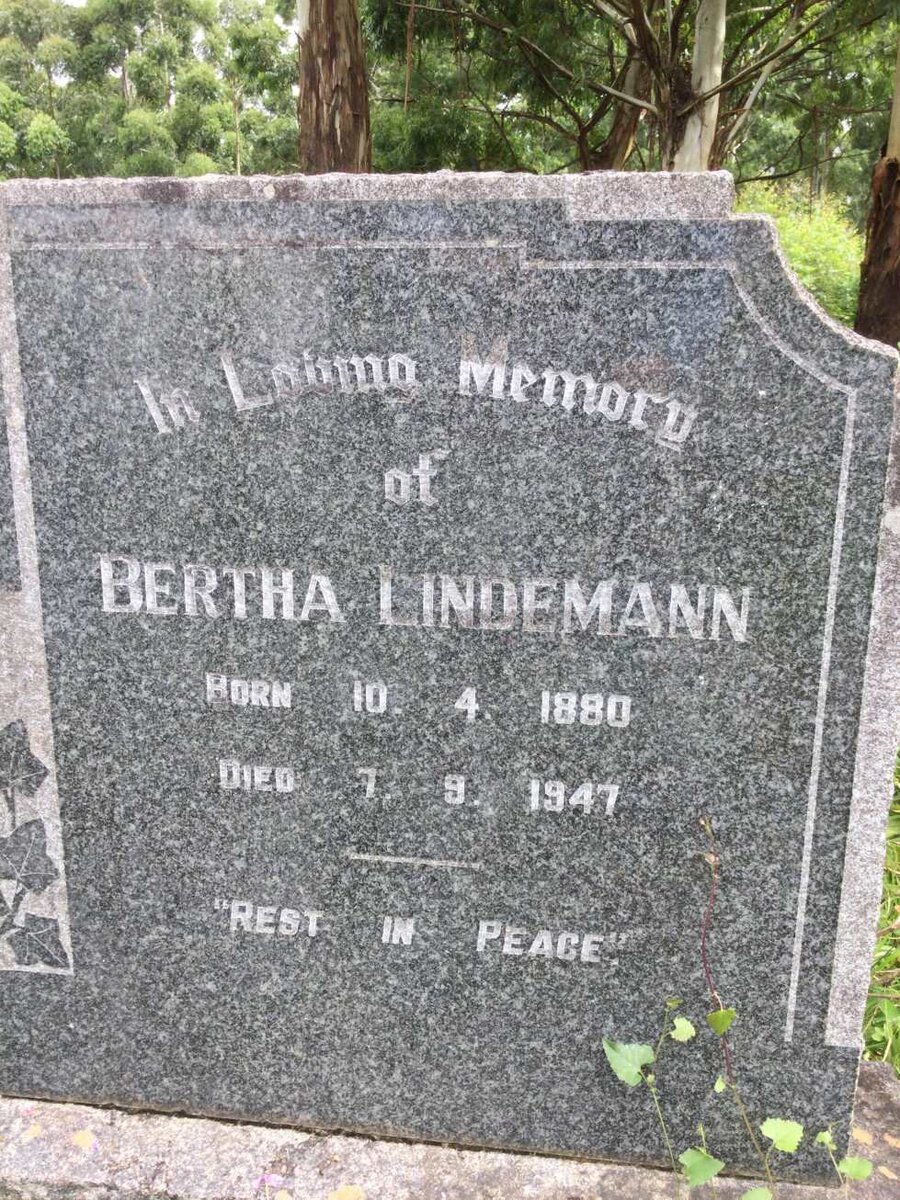 In Loving Memory
of
BERTHA LINDEMANN
BORN 10. 4. 1880
DIED 7. 9. 1947
"REST IN PEACE".